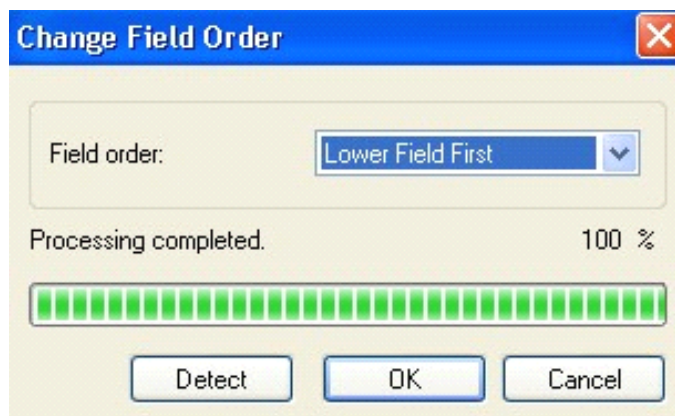 Change Field Order
Field order: Lower Field First
Processing completed. 100 %
Detect OK Cancel